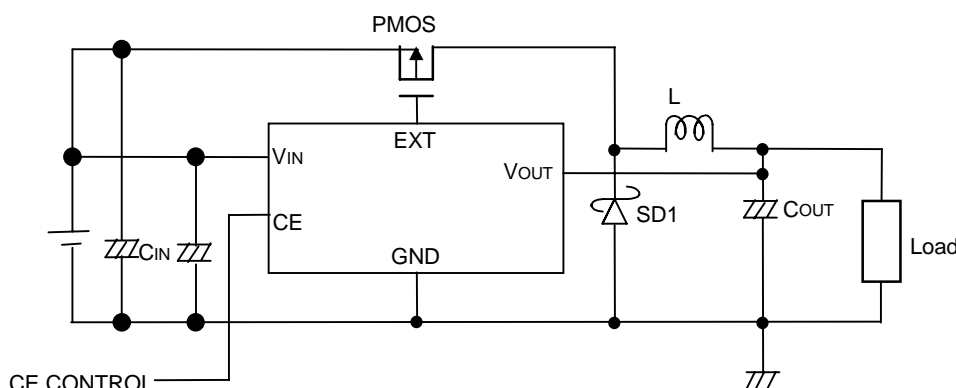 PMOS
L
EXT
VIN
VOUT
CE
SD1
COUT
CIN
GND
Load
CE CONTROL